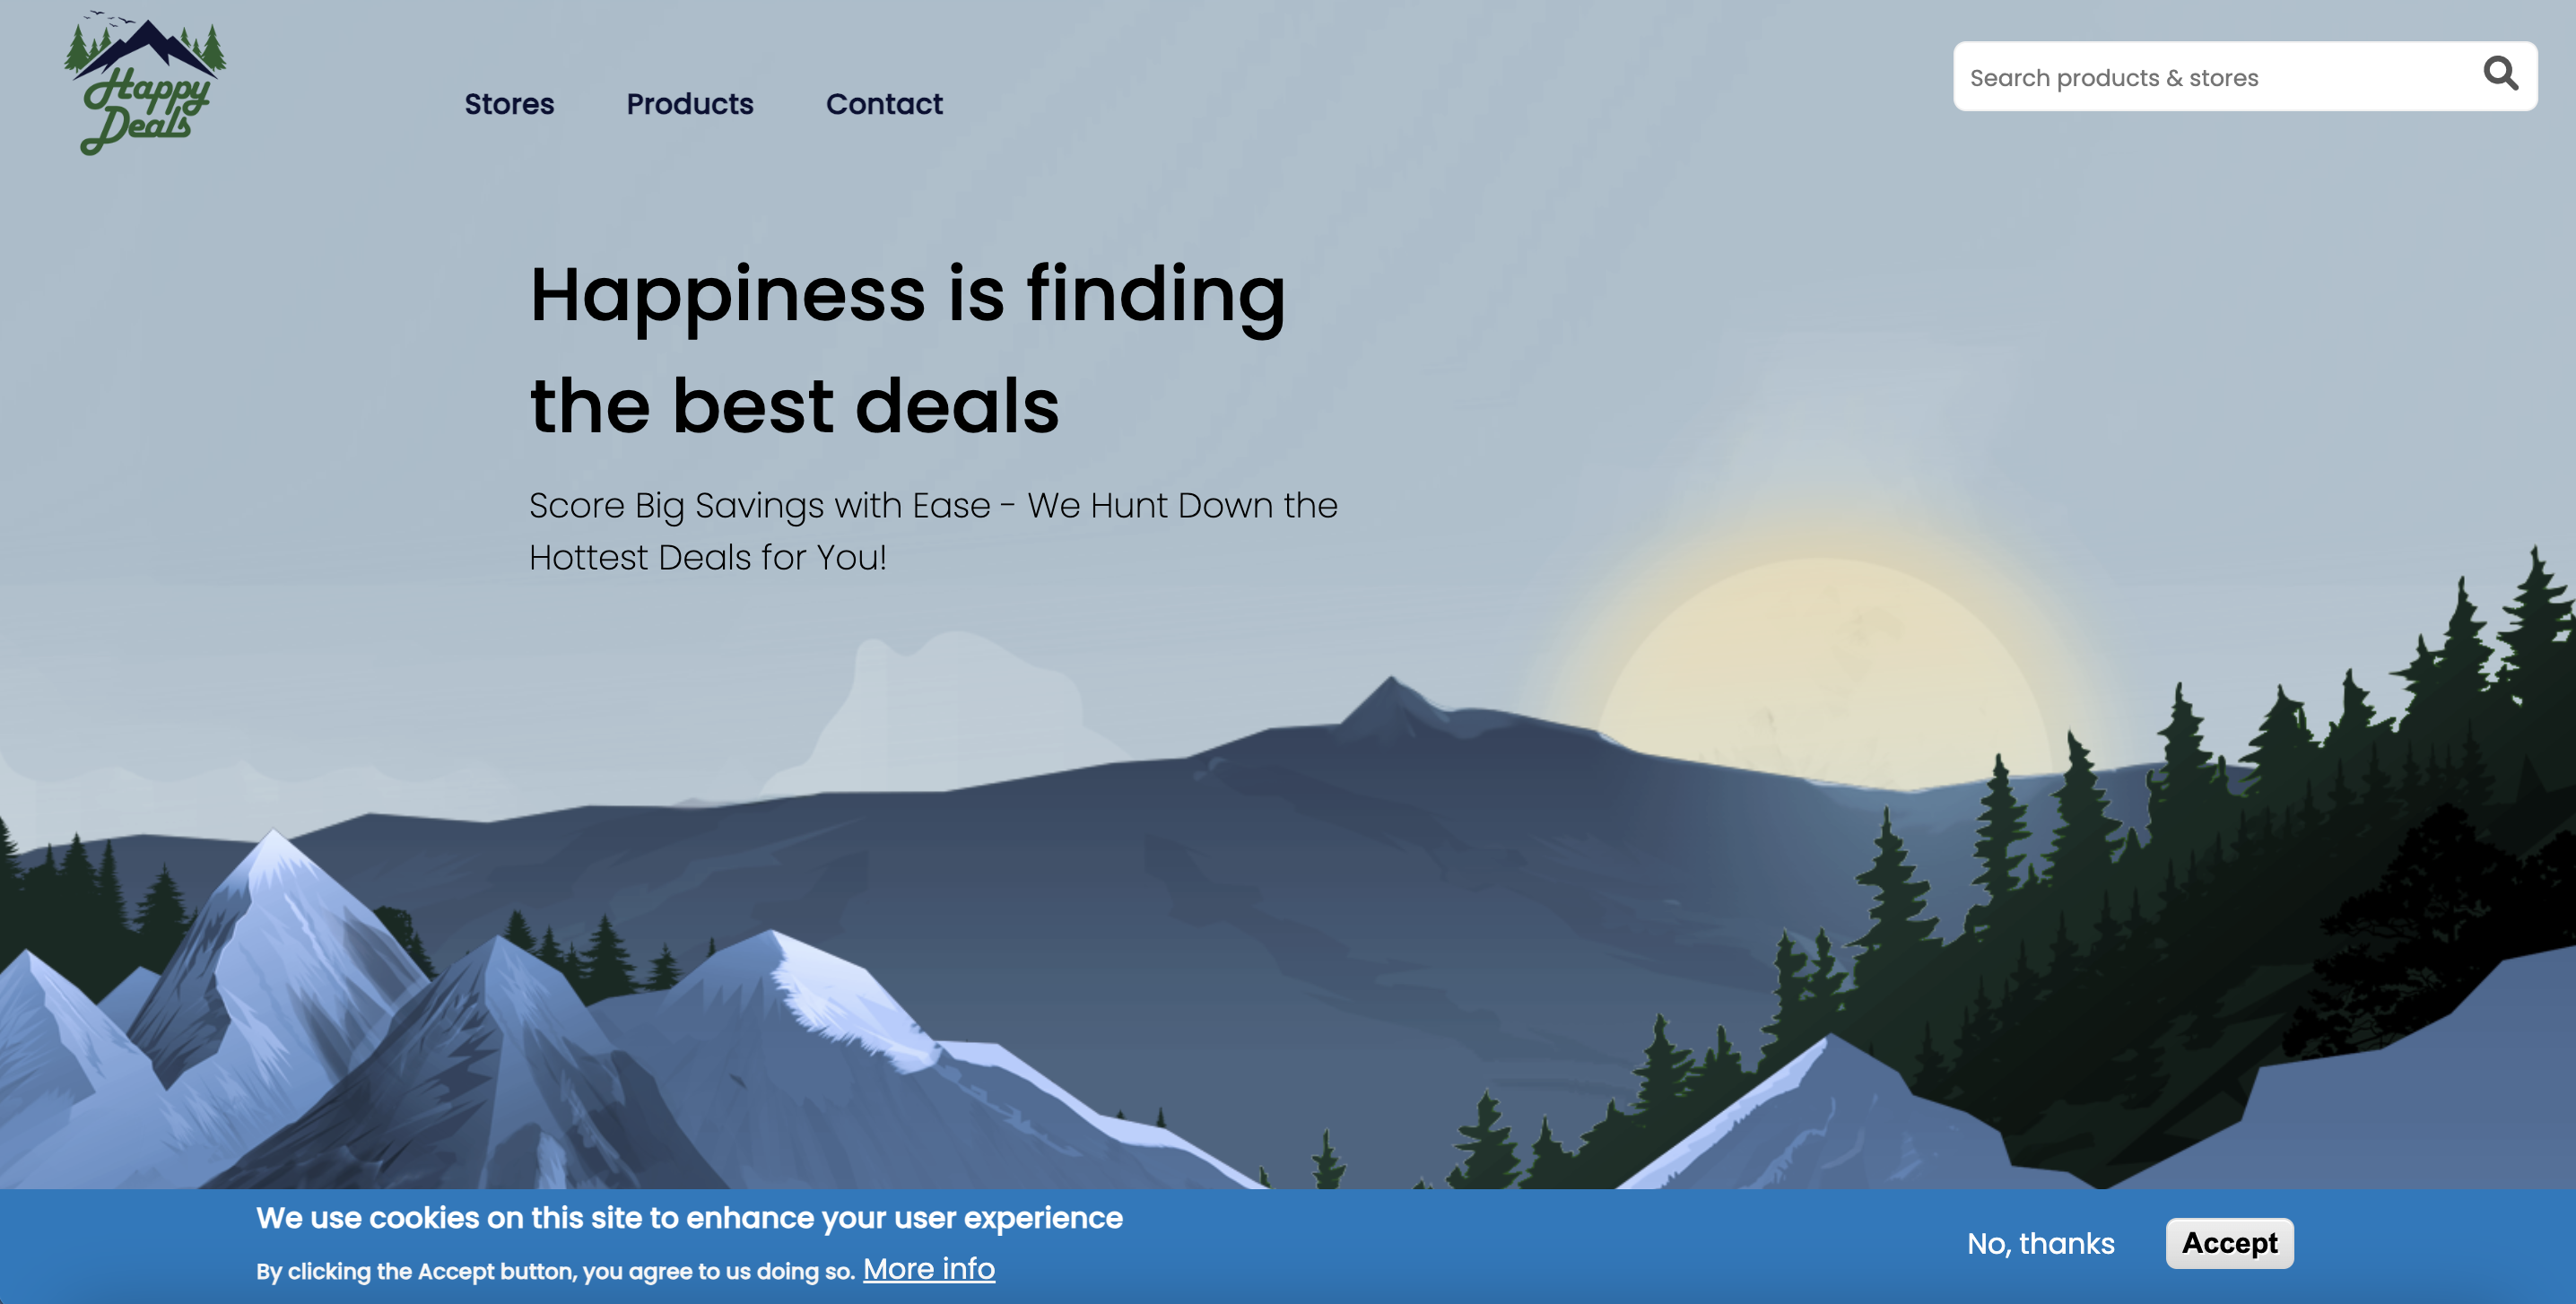 Happy
Deals
Stores
Products
Contact
Search products & stores
Happiness is finding
the best deals
Score Big Savings with Ease - We Hunt Down the
Hottest Deals for You!
We use cookies on this site to enhance your user experience
By clicking the Accept button, you agree to us doing so. More info
No, thanks
Accept